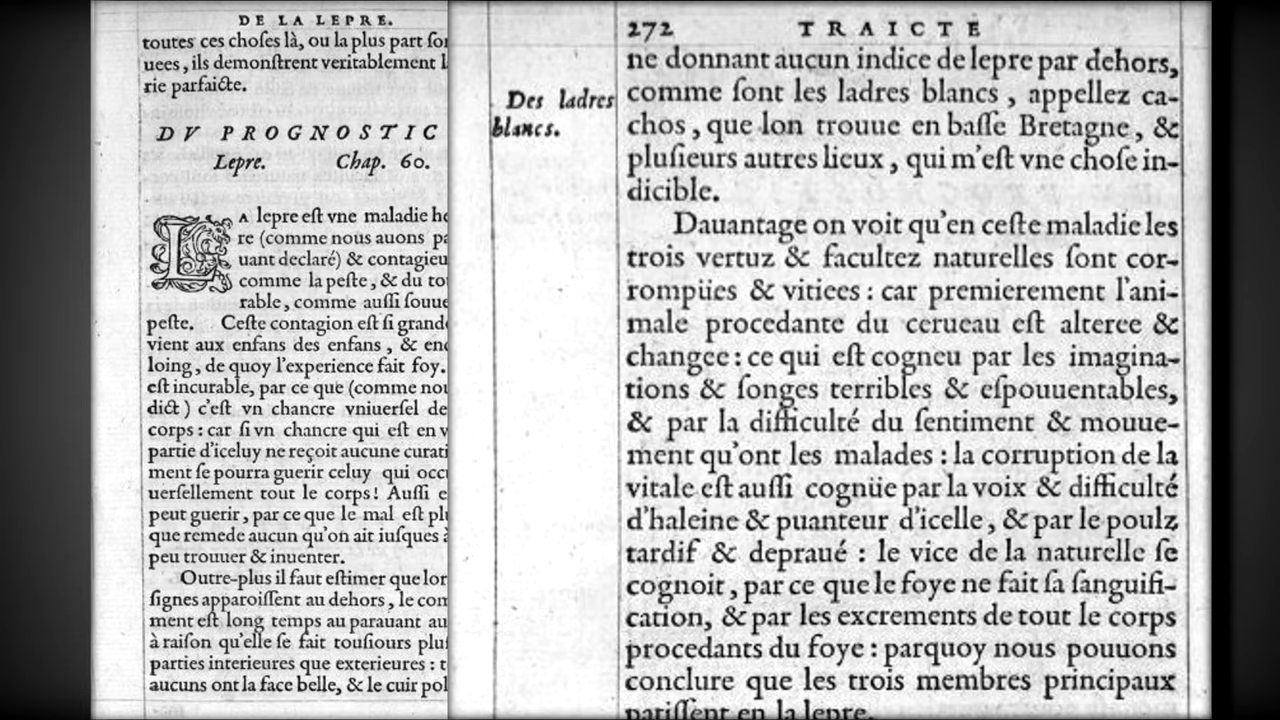 DE LA LEPRE.
toutes ces choſes là, ou la plus part ſon
uees, ils demonſtrent veritablement l
rie parfaicte.
DV PROGNOSTIC
Lepre. Chap. 60.
LA lepre eſt vne maladie he
re (comme nous auons pa
uant declaré) & contagieu
comme la peſte, & du tou
rable, comme auſſi ſouue
peſte. Ceſte contagion eſt ſi grande
vient aux enfans des enfans, & enc
loing, de quoy l'experience fait foy.
eſt incurable, par ce que (comme nou
dict) c'eſt vn chancre vniuerſel de
corps: car ſi vn chancre qui eſt en v
partie d'iceluy ne reçoit aucune curati
ment ſe pourra guerir celuy qui occu
uerſellement tout le corps! Auſſi e
peut guerir, par ce que le mal eſt plu
que remede aucun qu'on ait iuſques à
peu trouuer & inuenter.
Outre-plus il faut eſtimer que lor
ſignes apparoiſſent au dehors, le com
ment eſt long temps au parauant au
à raiſon qu'elle ſe fait touſiours plu
parties interieures que exterieures: t
aucuns ont la face belle, & le cuir pol
272 TRAICTE
Des ladres
blancs.
ne donnant aucun indice de lepre par dehors,
comme ſont les ladres blancs, appellez ca-
chos, que lon trouue en baſſe Bretagne, &
pluſieurs autres lieux, qui m'eſt vne choſe in-
dicible.
Dauantage on voit qu'en ceſte maladie les
trois vertuz & facultez naturelles ſont cor-
rompües & vitiees: car premierement l'ani-
male procedante du cerueau eſt alteree &
changee: ce qui eſt cogneu par les imagina-
tions & ſonges terribles & eſpouuentables,
& par la difficulté du ſentiment & mouue-
ment qu'ont les malades: la corruption de la
vitale eſt auſſi cognüe par la voix & difficulté
d'haleine & puanteur d'icelle, & par le poulz
tardif & depraué: le vice de la naturelle ſe
cognoit, par ce que le foye ne fait ſa ſanguifi-
cation, & par les excrements de tout le corps
procedants du foye: parquoy nous pouuons
conclure que les trois membres principaux
patiſſent en la lepre.